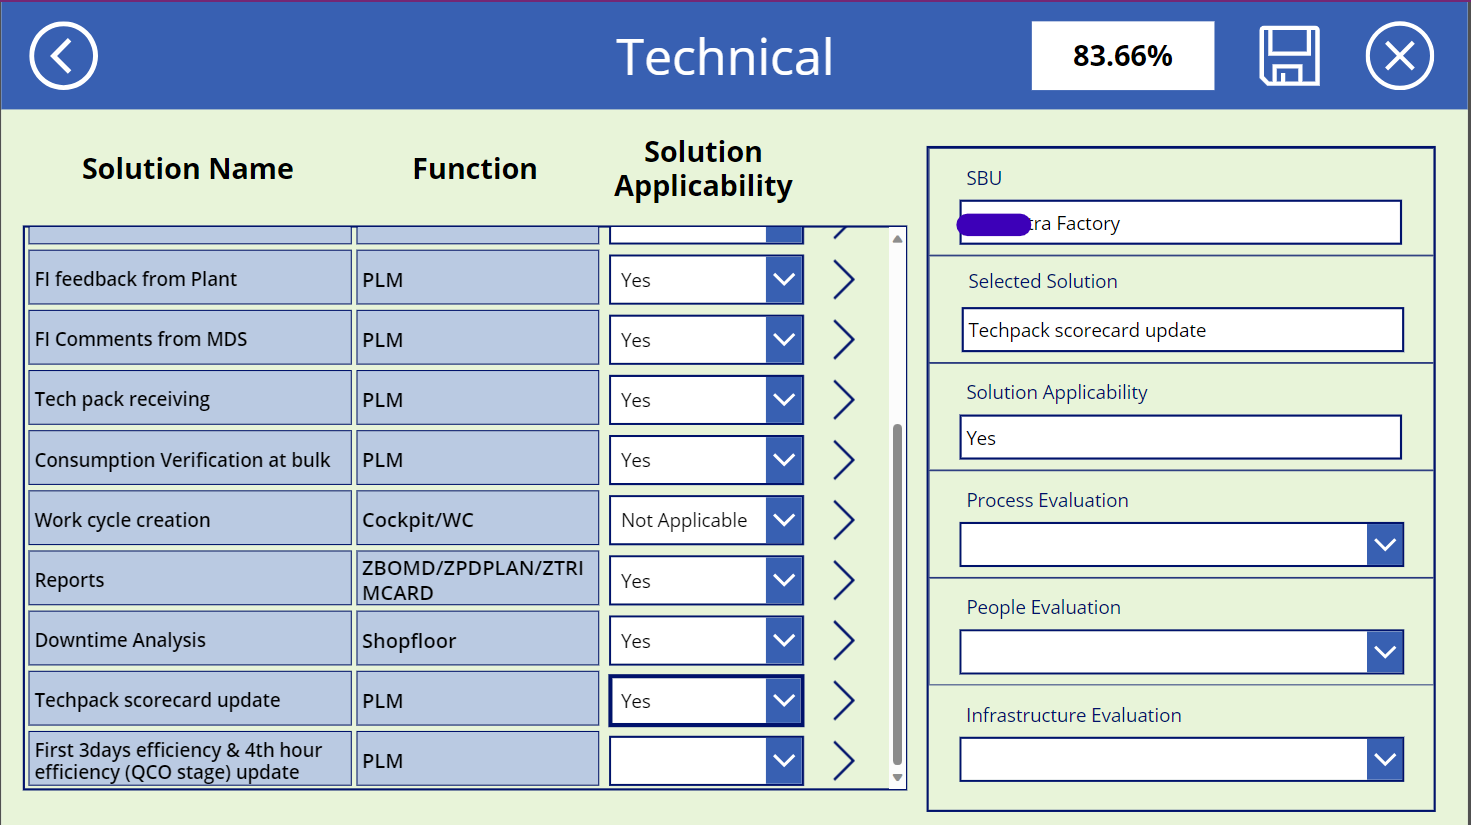 Technical
83.66%
Solution Name
Function
Solution
Applicability
FI feedback from Plant
PLM
Yes
FI Comments from MDS
PLM
Yes
Tech pack receiving
PLM
Yes
Consumption Verification at bulk
PLM
Yes
Work cycle creation
Cockpit/WC
Not Applicable
Reports
ZBOMD/ZPDPLAN/ZTRI
MCARD
Yes
Downtime Analysis
Shopfloor
Yes
Techpack scorecard update
PLM
Yes
First 3days efficiency & 4th hour
efficiency (QCO stage) update
PLM
SBU
Factory
Selected Solution
Techpack scorecard update
Solution Applicability
Yes
Process Evaluation
People Evaluation
Infrastructure Evaluation